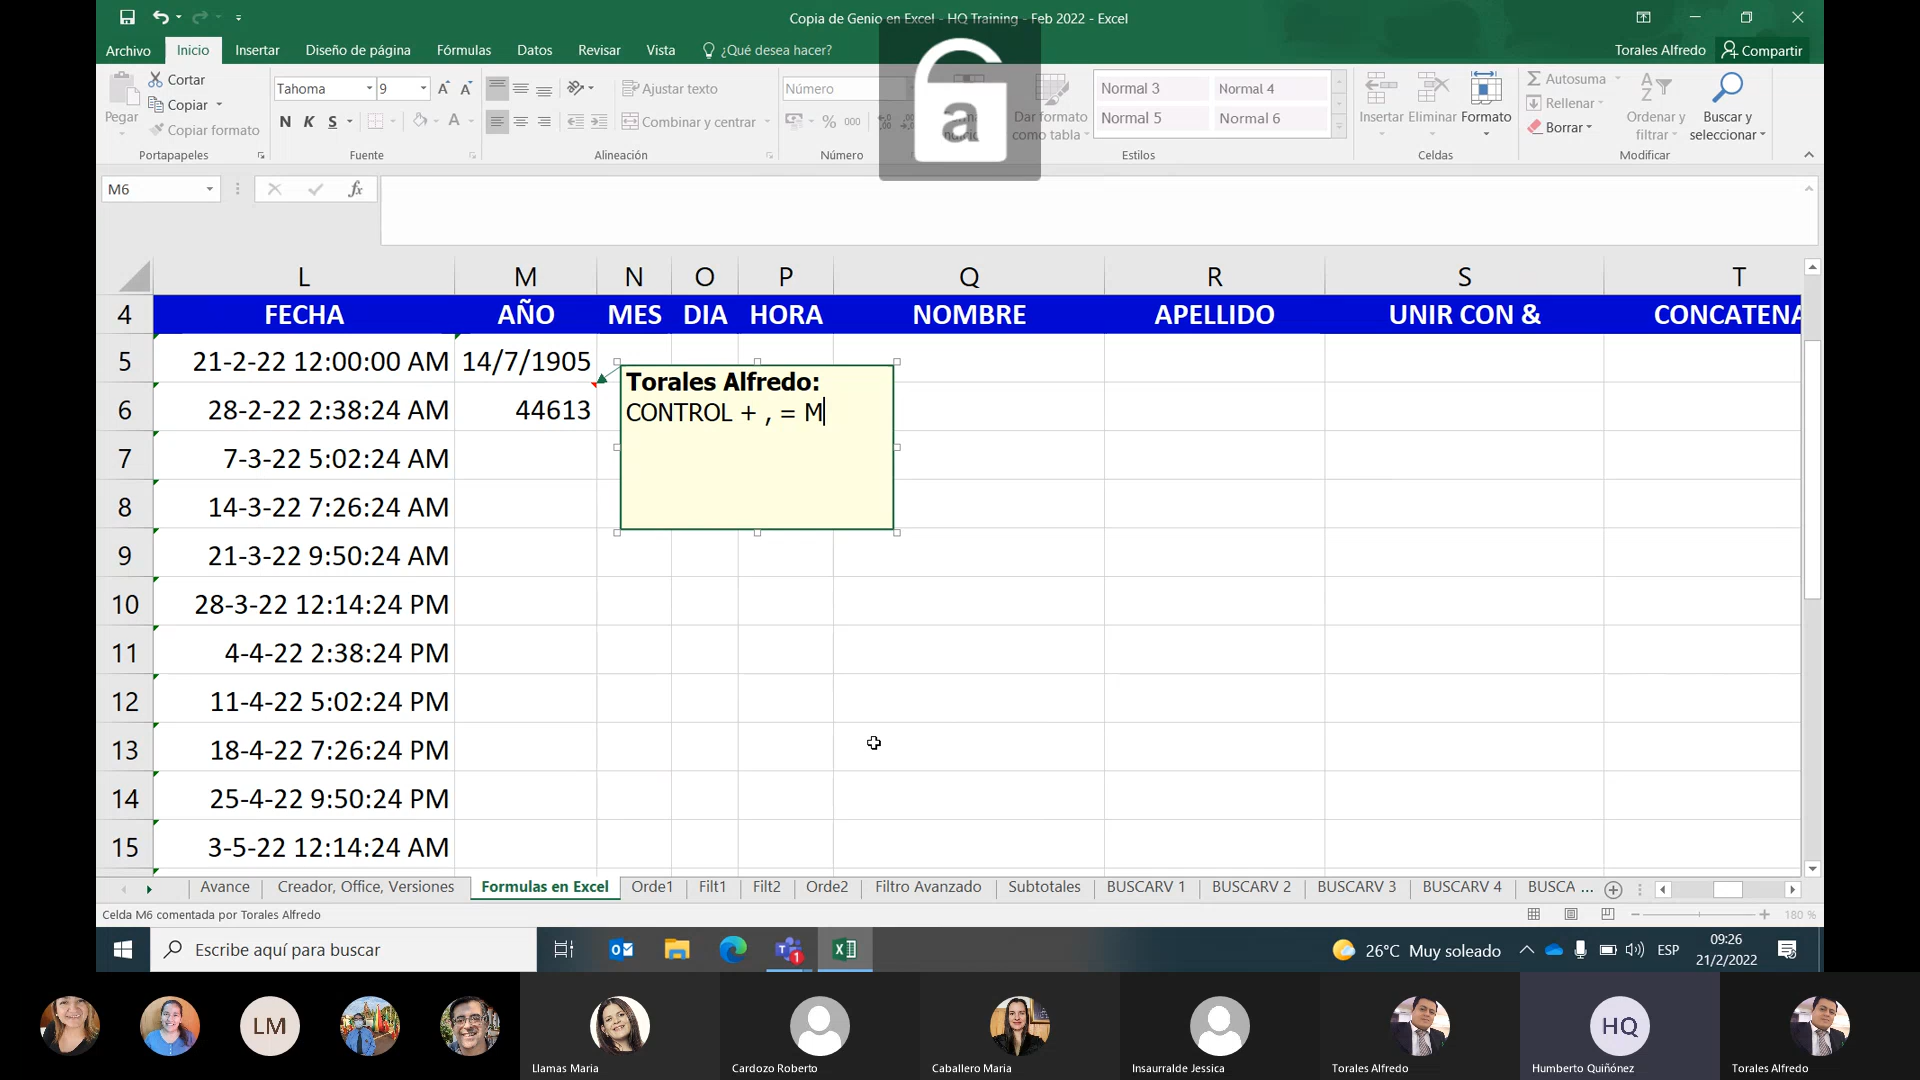 Copia de Genio en Excel - HQ Training - Feb 2022 - Excel
Archivo Inicio Insertar Diseño de página Fórmulas Datos Revisar Vista ¿Qué desea hacer? Torales Alfredo Compartir
Pegar
Cortar
Copiar
Copiar formato
Portapapeles
Tahoma 9
N K S
Fuente
Ajustar texto
Combinar y centrar
Alineación
Número
% 000
Número
a
Dar formato
como tabla
Normal 3 Normal 4
Normal 5 Normal 6
Estilos
Insertar Eliminar Formato
Celdas
Autosuma
Rellenar
Borrar
Ordenar y
filtrar
Buscar y
seleccionar
Modificar
M6 fx
L M N O P Q R S T
4 FECHA AÑO MES DIA HORA NOMBRE APELLIDO UNIR CON & CONCATENA
5 21-2-22 12:00:00 AM 14/7/1905
6 28-2-22 2:38:24 AM 44613
7 7-3-22 5:02:24 AM
8 14-3-22 7:26:24 AM
9 21-3-22 9:50:24 AM
10 28-3-22 12:14:24 PM
11 4-4-22 2:38:24 PM
12 11-4-22 5:02:24 PM
13 18-4-22 7:26:24 PM
14 25-4-22 9:50:24 PM
15 3-5-22 12:14:24 AM
Torales Alfredo:
CONTROL + , = M
Avance Creador, Office, Versiones Formulas en Excel Orde1 Filt1 Filt2 Orde2 Filtro Avanzado Subtotales BUSCARV 1 BUSCARV 2 BUSCARV 3 BUSCARV 4 BUSCA ...
Celda M6 comentada por Torales Alfredo 180 %
Escribe aquí para buscar
1
26°C Muy soleado ESP
09:26
21/2/2022
LM
HQ
Llamas Maria
Cardozo Roberto
Caballero Maria
Insaurralde Jessica
Torales Alfredo
Humberto Quiñónez
Torales Alfredo